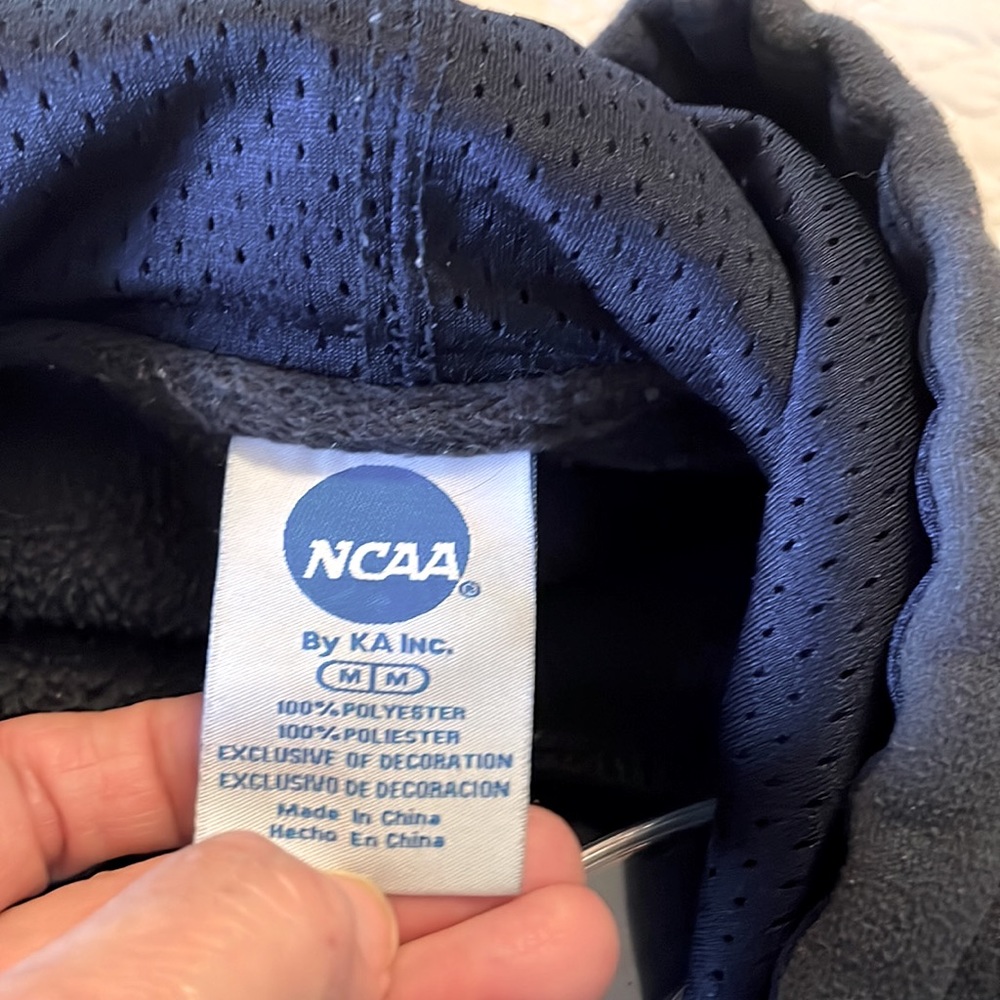 NCAA®
By KA Inc.
M M
100% POLYESTER
100% POLIESTER
EXCLUSIVE OF DECORATION
EXCLUSIVO DE DECORACION
Made In China
Hecho En China